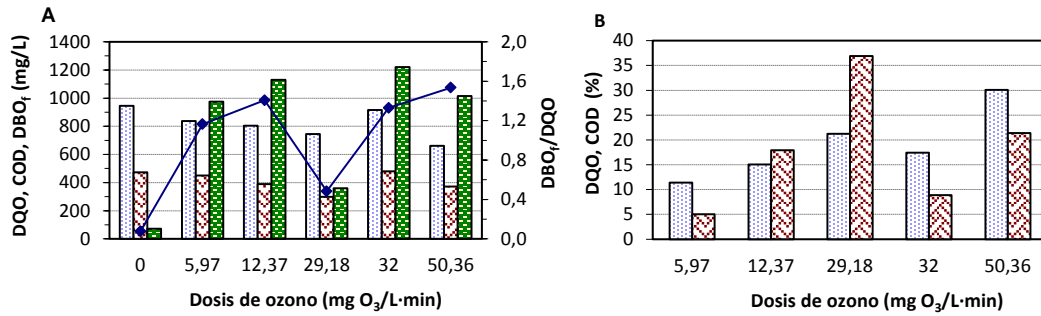 A
DQO, COD, DBOf (mg/L)
1400
1200
1000
800
600
400
200
0
2,0
1,6
1,2
0,8
0,4
0,0
DBOf/DQO
0 5,97 12,37 29,18 32 50,36
Dosis de ozono (mg O3/L·min)
B
DQO, COD (%)
40
35
30
25
20
15
10
5
0
5,97 12,37 29,18 32 50,36
Dosis de ozono (mg O3/L·min)